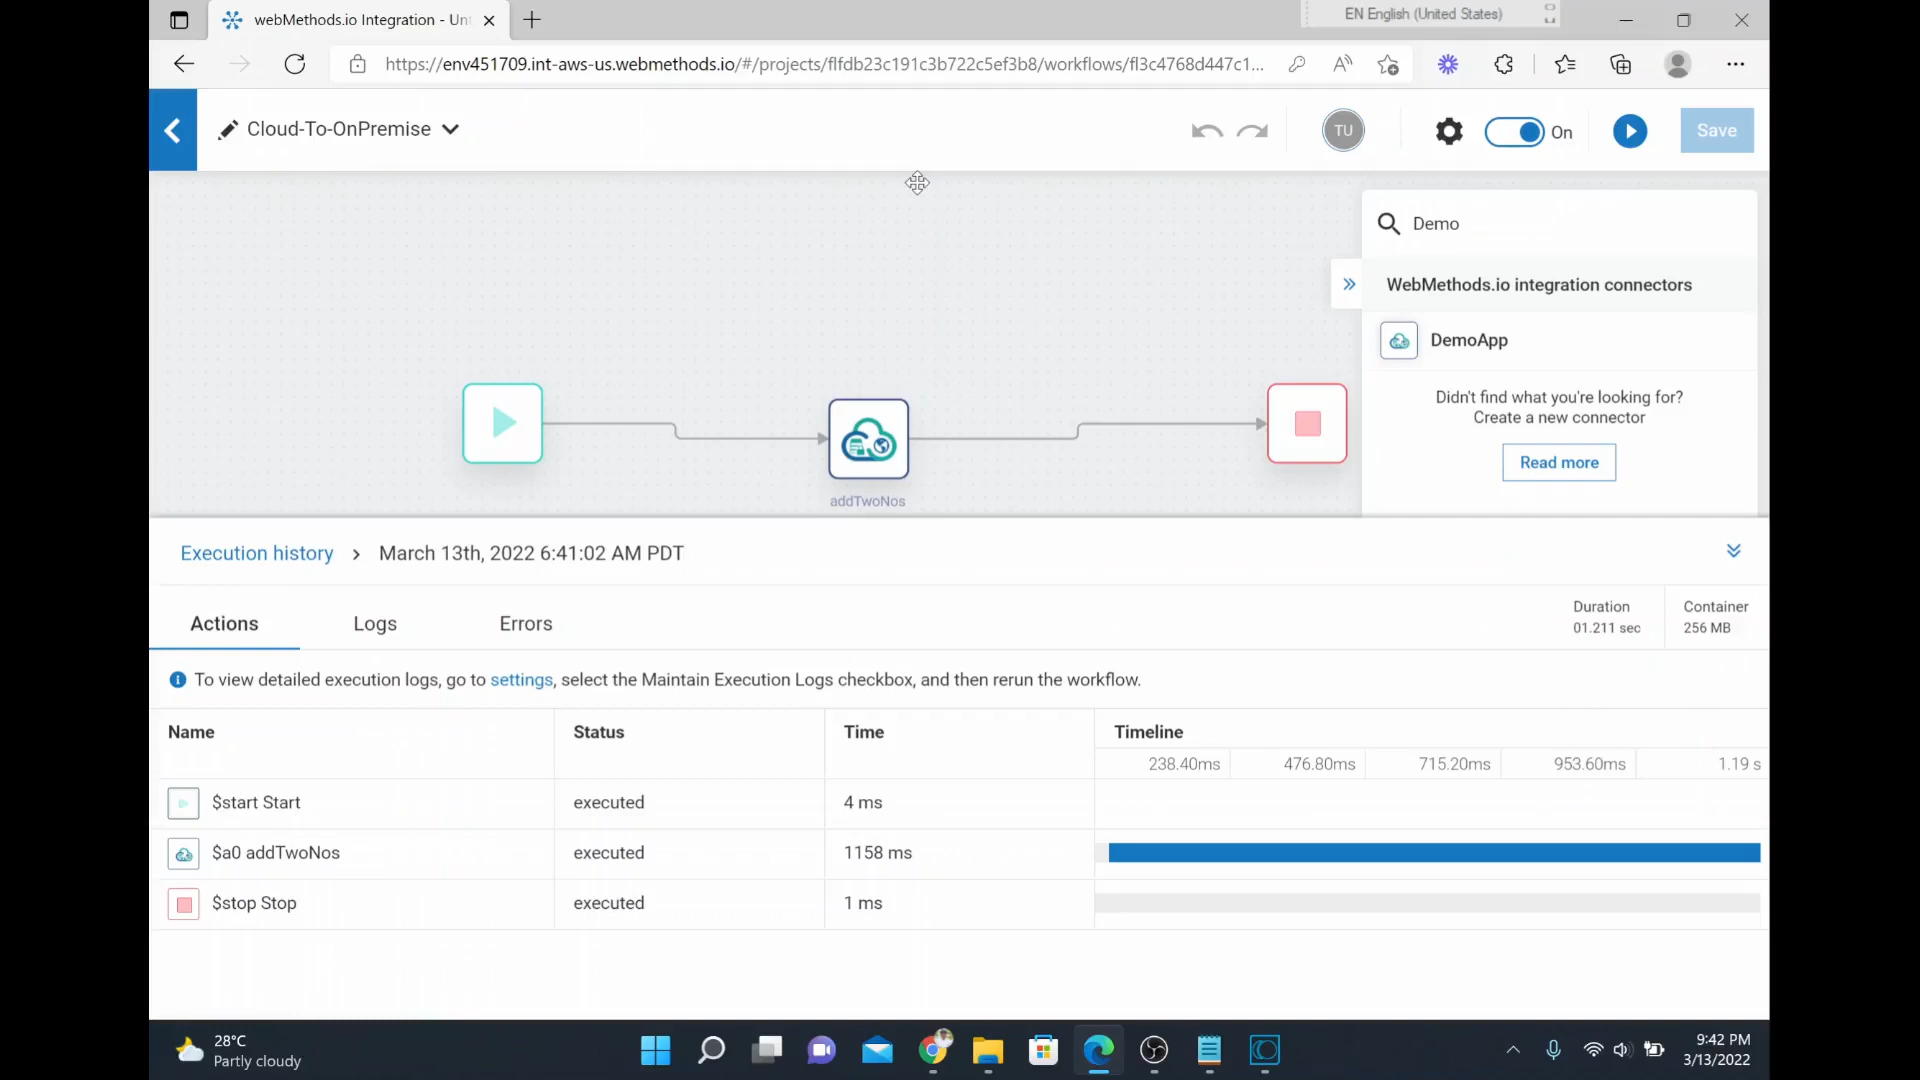 webMethods.io Integration - Un
EN English (United States)
https://env451709.int-aws-us.webmethods.io/#/projects/flfdb23c191c3b722c5ef3b8/workflows/fl3c4768d447c1...
Cloud-To-OnPremise
TU
On
Save
Demo
WebMethods.io integration connectors
DemoApp
Didn't find what you're looking for?
Create a new connector
Read more
addTwoNos
Execution history > March 13th, 2022 6:41:02 AM PDT
Actions Logs Errors
Duration
01.211 sec
Container
256 MB
To view detailed execution logs, go to settings, select the Maintain Execution Logs checkbox, and then rerun the workflow.
Name Status Time Timeline
238.40ms 476.80ms 715.20ms 953.60ms 1.19 s
$start Start executed 4 ms
$a0 addTwoNos executed 1158 ms
$stop Stop executed 1 ms
28°C
Partly cloudy
9:42 PM
3/13/2022